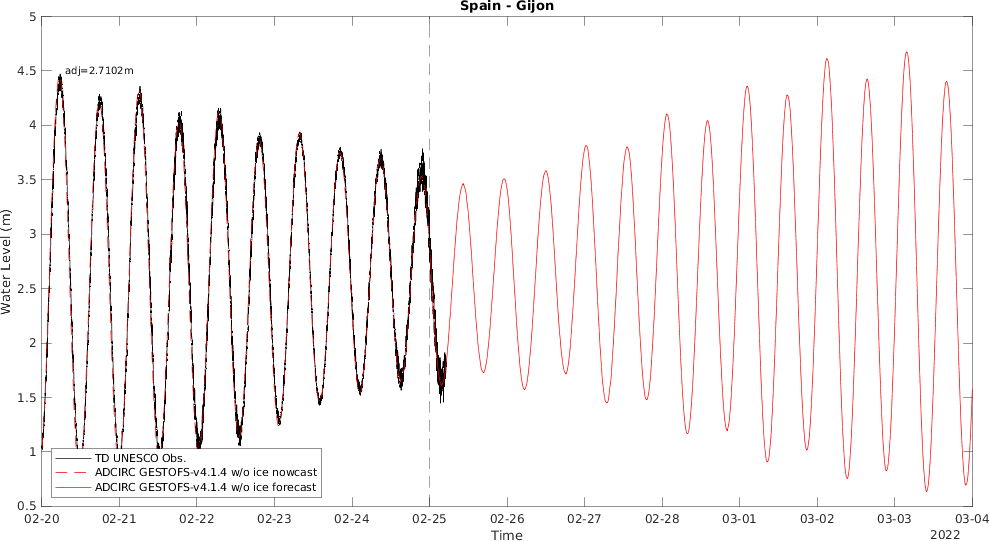 Spain - Gijon
5
4.5
4
3.5
3
2.5
2
1.5
1
0.5
Water Level (m)
adj=2.7102m
TD UNESCO Obs.
ADCIRC GESTOFS-v4.1.4 w/o ice nowcast
ADCIRC GESTOFS-v4.1.4 w/o ice forecast
02-20 02-21 02-22 02-23 02-24 02-25 02-26 02-27 02-28 03-01 03-02 03-03 03-04
Time
2022